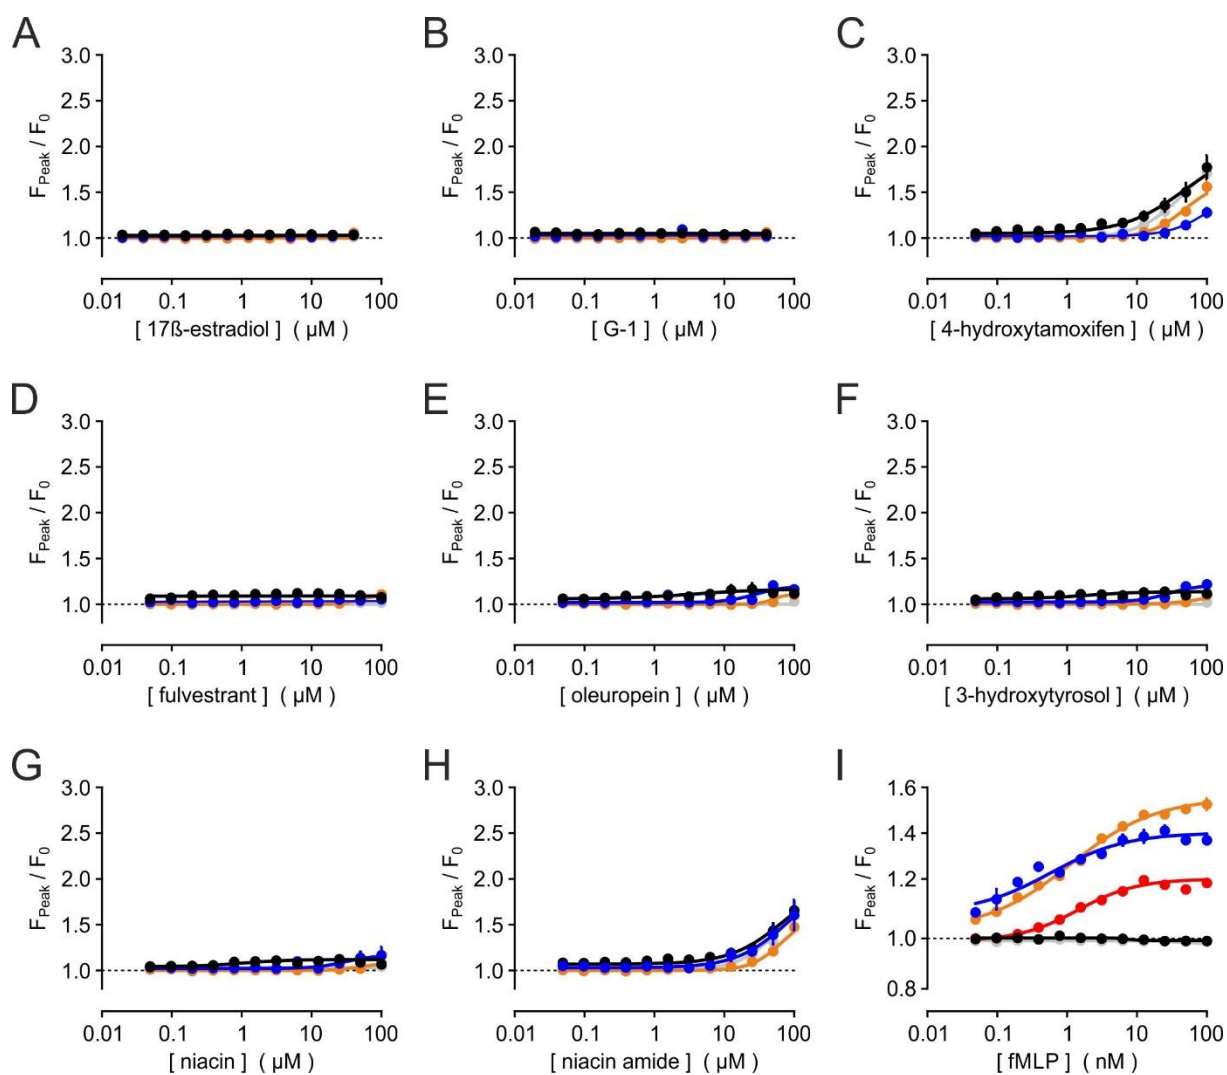 A
B
C
3.0
2.5
2.0
1.5
1.0
F_Peak / F_0
0.01 0.1 1 10 100
[ 17ß-estradiol ] ( µM )
3.0
2.5
2.0
1.5
1.0
F_Peak / F_0
0.01 0.1 1 10 100
[ G-1 ] ( µM )
3.0
2.5
2.0
1.5
1.0
F_Peak / F_0
0.01 0.1 1 10 100
[ 4-hydroxytamoxifen ] ( µM )
D
E
F
3.0
2.5
2.0
1.5
1.0
F_Peak / F_0
0.01 0.1 1 10 100
[ fulvestrant ] ( µM )
3.0
2.5
2.0
1.5
1.0
F_Peak / F_0
0.01 0.1 1 10 100
[ oleuropein ] ( µM )
3.0
2.5
2.0
1.5
1.0
F_Peak / F_0
0.01 0.1 1 10 100
[ 3-hydroxytyrosol ] ( µM )
G
H
I
3.0
2.5
2.0
1.5
1.0
F_Peak / F_0
0.01 0.1 1 10 100
[ niacin ] ( µM )
3.0
2.5
2.0
1.5
1.0
F_Peak / F_0
0.01 0.1 1 10 100
[ niacin amide ] ( µM )
1.6
1.4
1.2
1.0
0.8
F_Peak / F_0
0.01 0.1 1 10 100
[ fMLP ] ( nM )